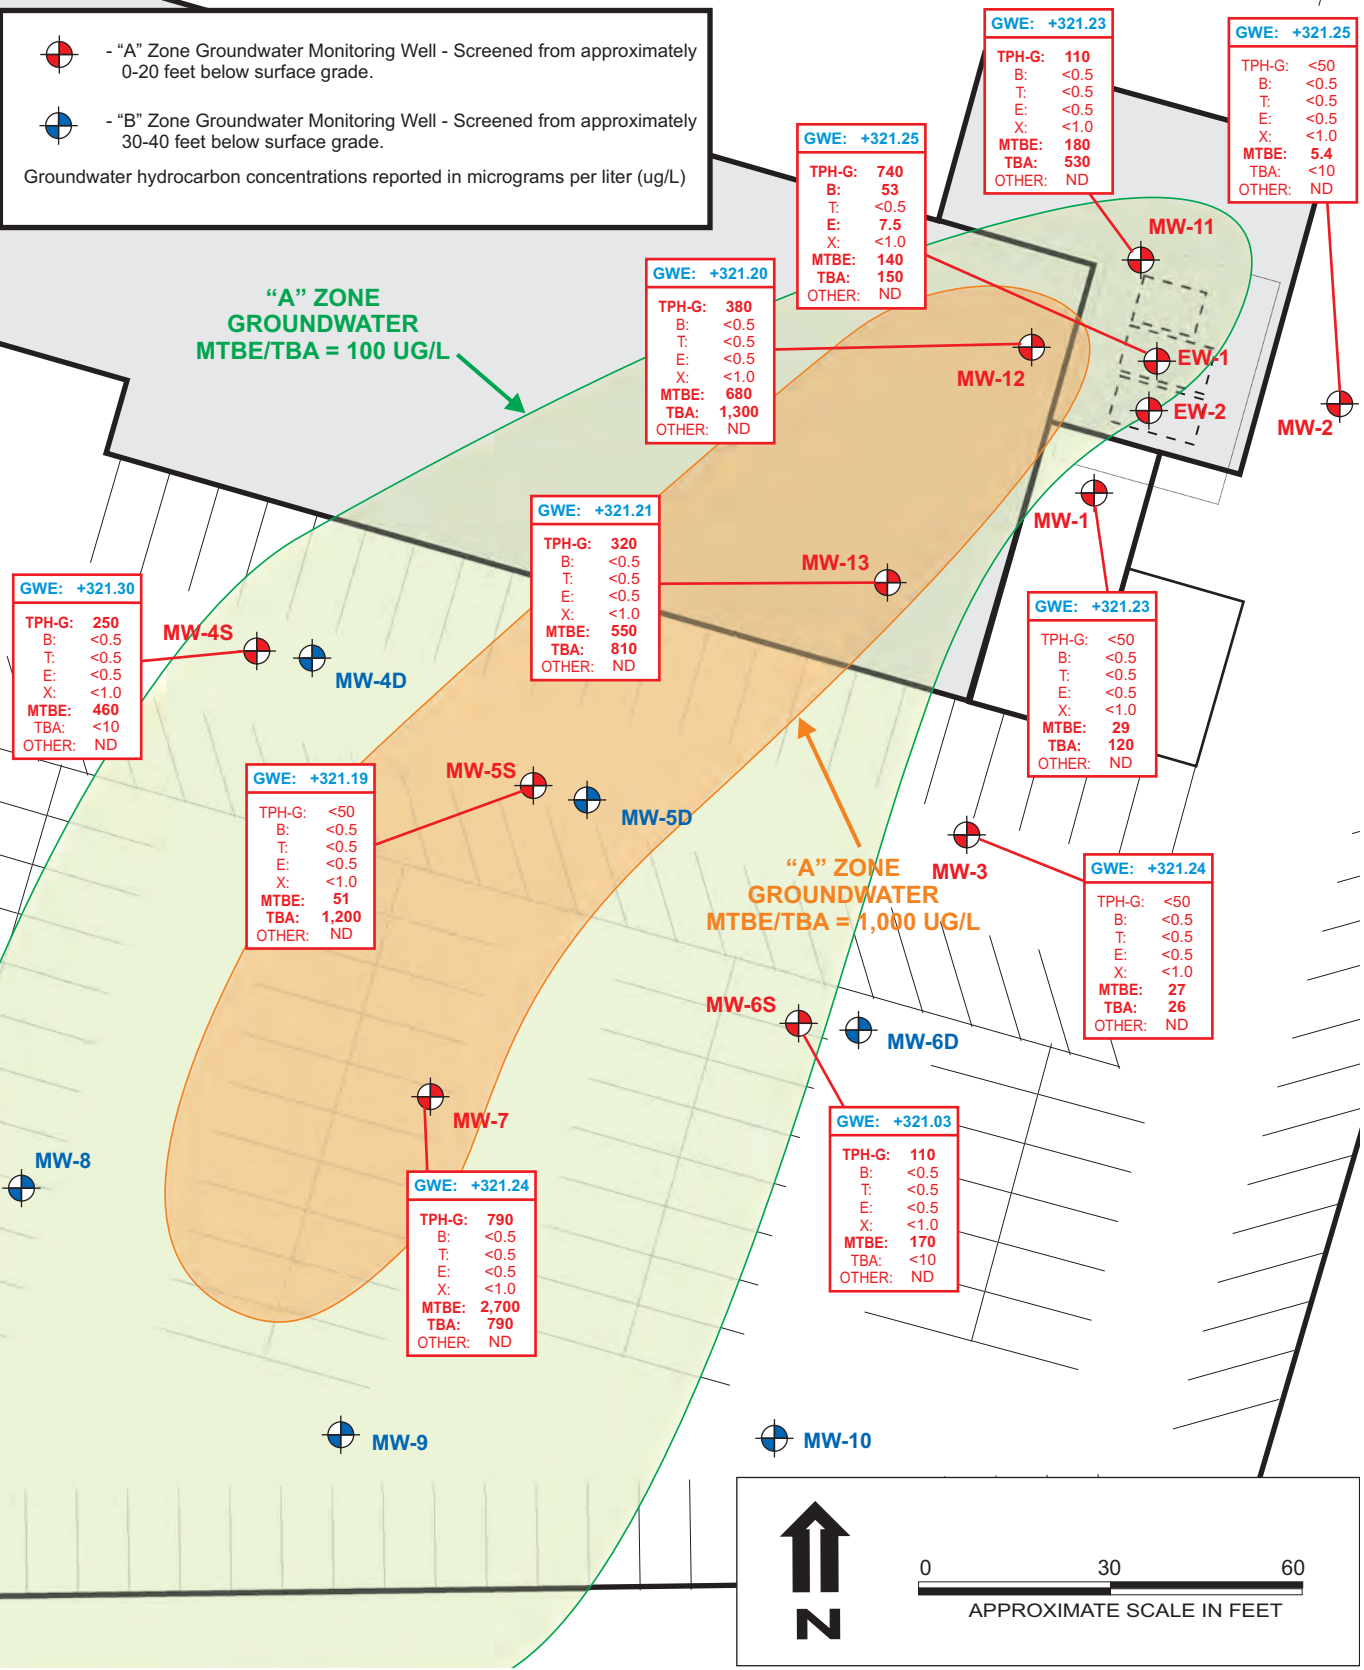 - “A” Zone Groundwater Monitoring Well - Screened from approximately
0-20 feet below surface grade.
- “B” Zone Groundwater Monitoring Well - Screened from approximately
30-40 feet below surface grade.
Groundwater hydrocarbon concentrations reported in micrograms per liter (ug/L)
GWE: +321.23
TPH-G: 110
B: <0.5
T: <0.5
E: <0.5
X: <1.0
MTBE: 180
TBA: 530
OTHER: ND
GWE: +321.25
TPH-G: <50
B: <0.5
T: <0.5
E: <0.5
X: <1.0
MTBE: 5.4
TBA: <10
OTHER: ND
GWE: +321.25
TPH-G: 740
B: 53
T: <0.5
E: 7.5
X: <1.0
MTBE: 140
TBA: 150
OTHER: ND
MW-11
GWE: +321.20
TPH-G: 380
B: <0.5
T: <0.5
E: <0.5
X: <1.0
MTBE: 680
TBA: 1,300
OTHER: ND
“A” ZONE
GROUNDWATER
MTBE/TBA = 100 UG/L
EW-1
MW-12
EW-2
MW-2
GWE: +321.21
TPH-G: 320
B: <0.5
T: <0.5
E: <0.5
X: <1.0
MTBE: 550
TBA: 810
OTHER: ND
MW-1
MW-13
GWE: +321.30
TPH-G: 250
B: <0.5
T: <0.5
E: <0.5
X: <1.0
MTBE: 460
TBA: <10
OTHER: ND
MW-4S
MW-4D
GWE: +321.23
TPH-G: <50
B: <0.5
T: <0.5
E: <0.5
X: <1.0
MTBE: 29
TBA: 120
OTHER: ND
GWE: +321.19
TPH-G: <50
B: <0.5
T: <0.5
E: <0.5
X: <1.0
MTBE: 51
TBA: 1,200
OTHER: ND
MW-5S
MW-5D
“A” ZONE
GROUNDWATER
MTBE/TBA = 1,000 UG/L
MW-3
GWE: +321.24
TPH-G: <50
B: <0.5
T: <0.5
E: <0.5
X: <1.0
MTBE: 27
TBA: 26
OTHER: ND
MW-6S
MW-6D
MW-7
GWE: +321.03
TPH-G: 110
B: <0.5
T: <0.5
E: <0.5
X: <1.0
MTBE: 170
TBA: <10
OTHER: ND
MW-8
GWE: +321.24
TPH-G: 790
B: <0.5
T: <0.5
E: <0.5
X: <1.0
MTBE: 2,700
TBA: 790
OTHER: ND
MW-9
MW-10
N
0 30 60
APPROXIMATE SCALE IN FEET